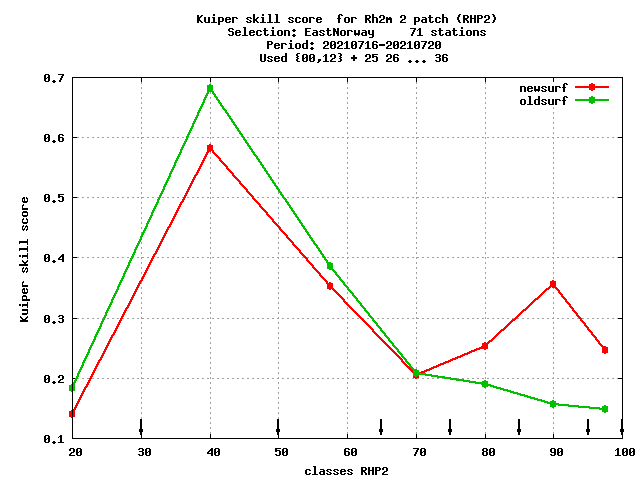 Kuiper skill score  for Rh2m 2 patch (RHP2)
Selection: EastNorway     71 stations
Period: 20210716-20210720
Used {00,12} + 25 26 ... 36
newsurf
oldsurf
0.7
0.6
0.5
0.4
0.3
0.2
0.1
Kuiper skill score
20 30 40 50 60 70 80 90 100
classes RHP2